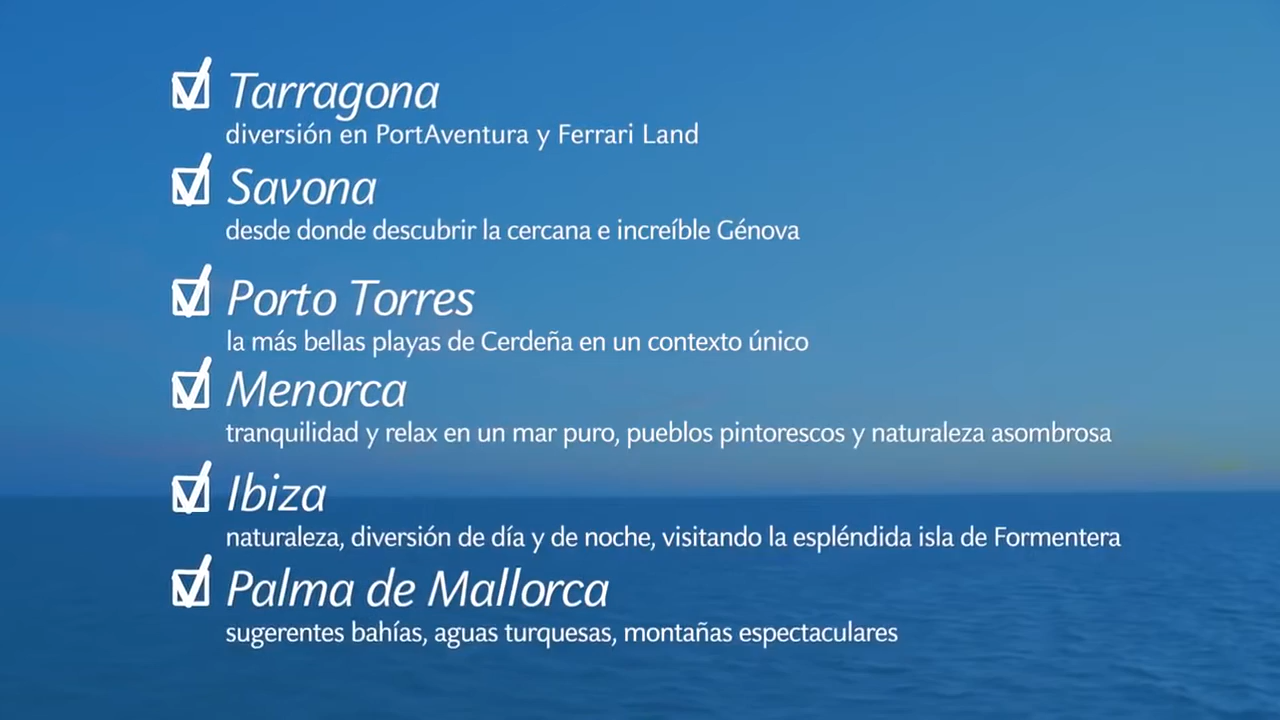 Tarragona
diversión en PortAventura y Ferrari Land
Savona
desde donde descubrir la cercana e increíble Génova
Porto Torres
la más bellas playas de Cerdeña en un contexto único
Menorca
tranquilidad y relax en un mar puro, pueblos pintorescos y naturaleza asombrosa
Ibiza
naturaleza, diversión de día y de noche, visitando la espléndida isla de Formentera
Palma de Mallorca
sugerentes bahías, aguas turquesas, montañas espectaculares